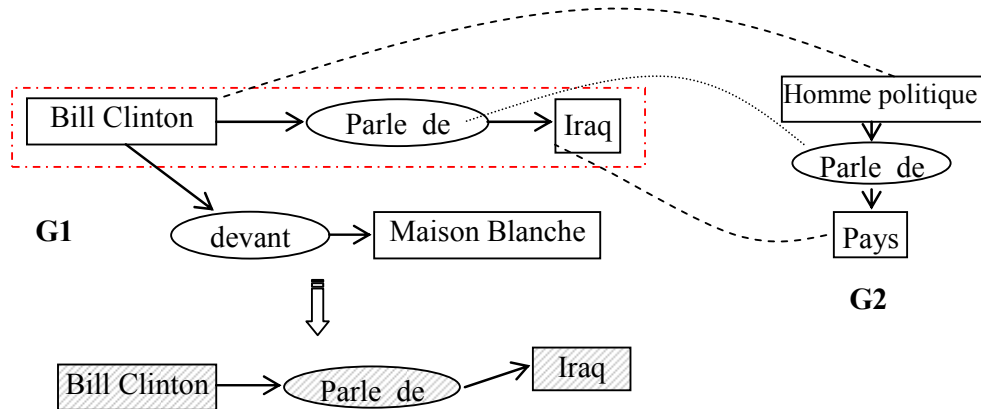 Bill Clinton
Parle de
Iraq
Homme politique
Parle de
Pays
G1
devant
Maison Blanche
G2
Bill Clinton
Parle de
Iraq